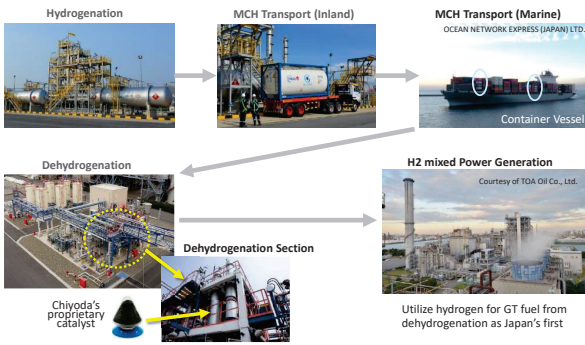 Hydrogenation
MCH Transport (Inland)
MCH Transport (Marine)
OCEAN NETWORK EXPRESS (JAPAN) LTD.
Container Vessel
Dehydrogenation
H2 mixed Power Generation
Courtesy of TOA Oil Co., Ltd.
Dehydrogenation Section
Chiyoda's
proprietary
catalyst
Utilize hydrogen for GT fuel from
dehydrogenation as Japan's first